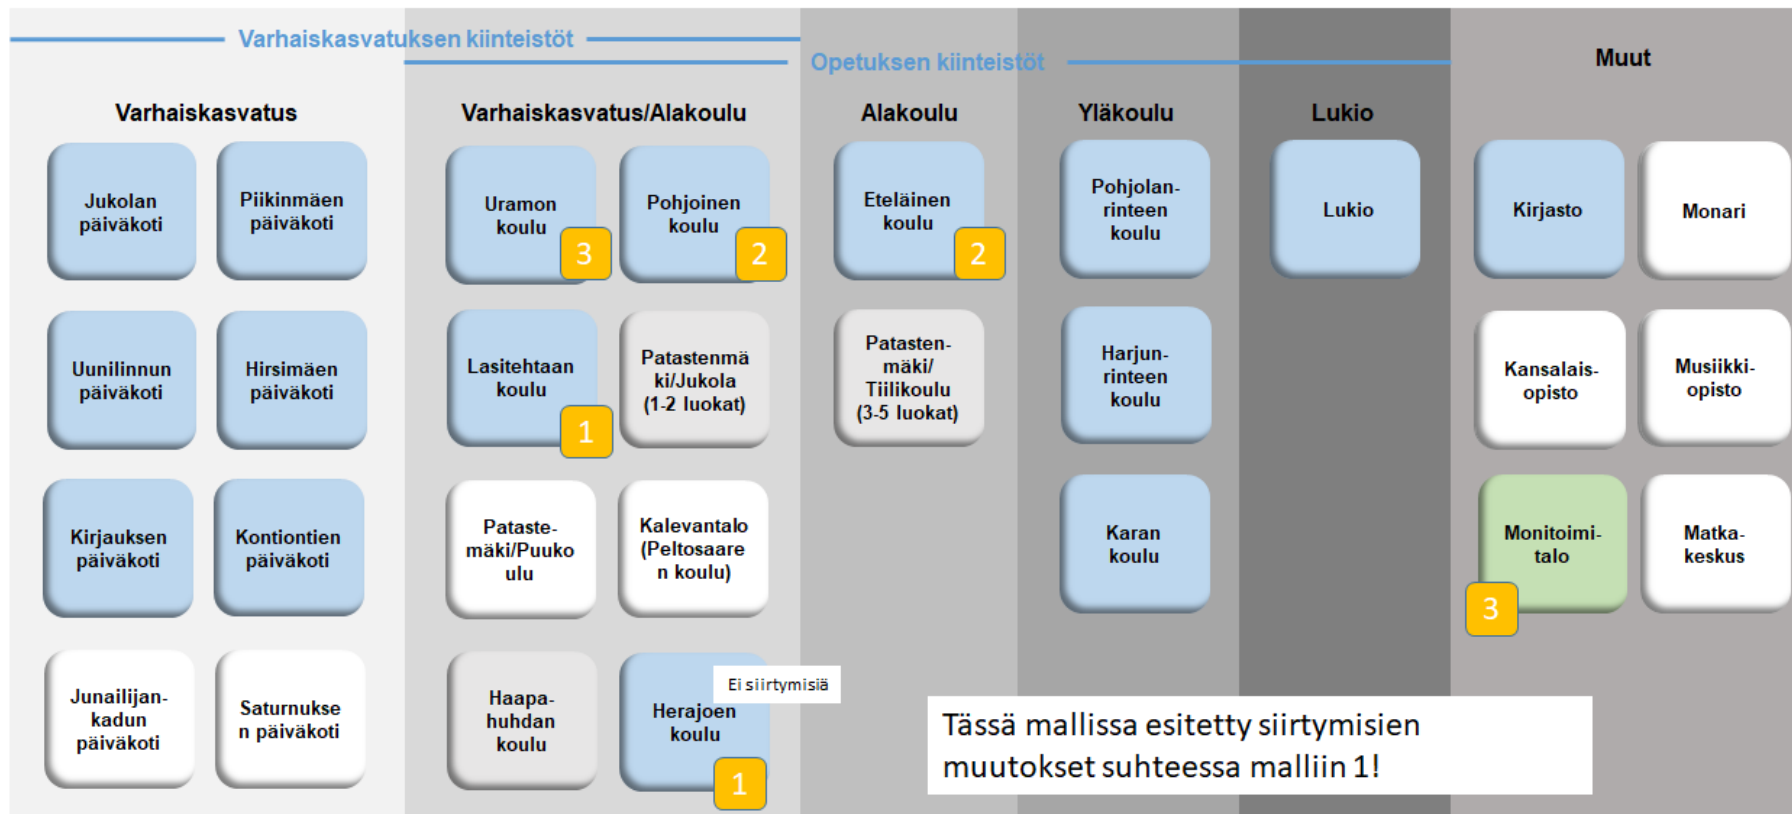 Varhaiskasvatuksen kiinteistöt
Opetuksen kiinteistöt
Muut
Varhaiskasvatus
Varhaiskasvatus/Alakoulu
Alakoulu
Yläkoulu
Lukio
Jukolan
päiväkoti
Piikinmäen
päiväkoti
Uramon
koulu
3
Pohjoinen
koulu
2
Eteläinen
koulu
2
Pohjolan-
rinteen
koulu
Lukio
Kirjasto
Monari
Uunilinnun
päiväkoti
Hirsimäen
päiväkoti
Lasitehtaan
koulu
1
Patastenmä
ki/Jukola
(1-2 luokat)
Patasten-
mäki/
Tiilikoulu
(3-5 luokat)
Harjun-
rinteen
koulu
Kansalais-
opisto
Musiikki-
opisto
Kirjauksen
päiväkoti
Kontiontien
päiväkoti
Pataste-
mäki/Puuko
ulu
Kalevantalo
(Peltosaare
n koulu)
Karan
koulu
Monitoimi-
talo
3
Matka-
keskus
Junailijan-
kadun
päiväkoti
Saturnukse
n päiväkoti
Haapa-
huhdan
koulu
Herajoen
koulu
1
Ei siirtymisiä
Tässä mallissa esitetty siirtymisien
muutokset suhteessa malliin 1!